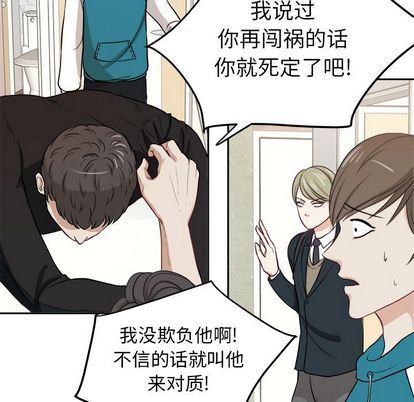 我说过
你再闯祸的话
你就死定了吧!
我没欺负他啊!
不信的话就叫他
来对质!